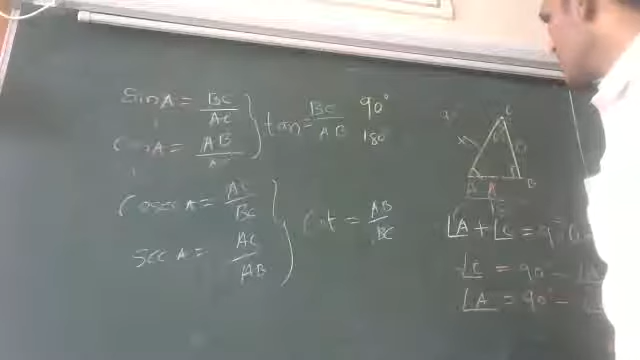 Sin A = BC/AC
tan = BC/AB
90°
180°
Cos A = AB/AC
Cosec A = AC/BC
Cot = AB/BC
Sec A = AC/AB
C
A
B
∠A + ∠C = 90°
∠C = 90 -
∠A = 90° -